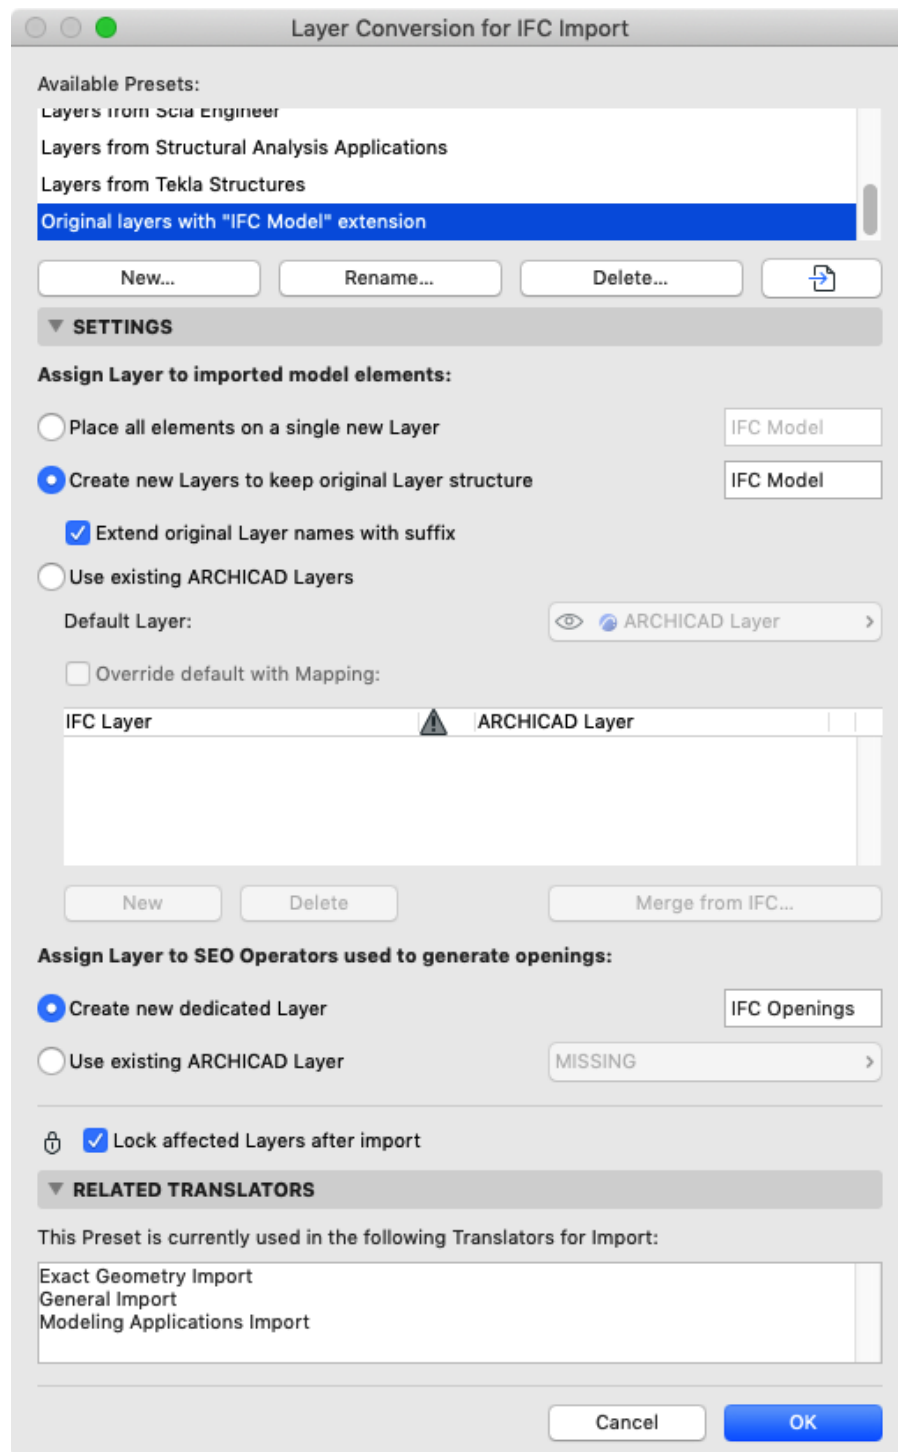 Layer Conversion for IFC Import
Available Presets:
Layers from Scia Engineer
Layers from Structural Analysis Applications
Layers from Tekla Structures
Original layers with "IFC Model" extension
New... Rename... Delete...
SETTINGS
Assign Layer to imported model elements:
Place all elements on a single new Layer IFC Model
Create new Layers to keep original Layer structure IFC Model
Extend original Layer names with suffix
Use existing ARCHICAD Layers
Default Layer: ARCHICAD Layer
Override default with Mapping:
IFC Layer ARCHICAD Layer
New Delete Merge from IFC...
Assign Layer to SEO Operators used to generate openings:
Create new dedicated Layer IFC Openings
Use existing ARCHICAD Layer MISSING
Lock affected Layers after import
RELATED TRANSLATORS
This Preset is currently used in the following Translators for Import:
Exact Geometry Import
General Import
Modeling Applications Import
Cancel OK